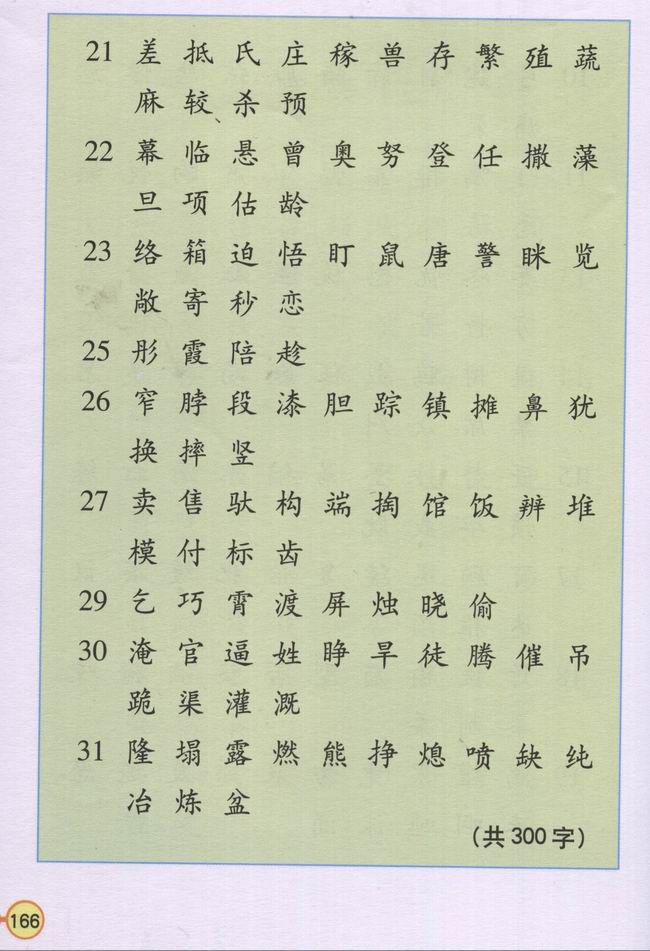 21 差 抵 氏 庄 稼 兽 存 繁 殖 蔬
麻 较 杀 预
22 幕 临 悬 曾 奥 努 登 任 撒 藻
旦 项 估 龄
23 络 箱 迫 悟 盯 鼠 唐 警 眯 览
敞 寄 秒 恋
25 彤 霞 陪 趁
26 窄 脖 段 漆 胆 踪 镇 摊 鼻 犹
换 摔 竖
27 卖 售 驮 构 端 掏 馆 饭 辨 堆
模 付 标 齿
29 乞 巧 霄 渡 屏 烛 晓 偷
30 淹 官 逼 姓 睁 旱 徒 腾 催 吊
跪 渠 灌 溉
31 隆 塌 露 燃 熊 挣 熄 喷 缺 纯
冶 炼 盆
（共 300 字）
166